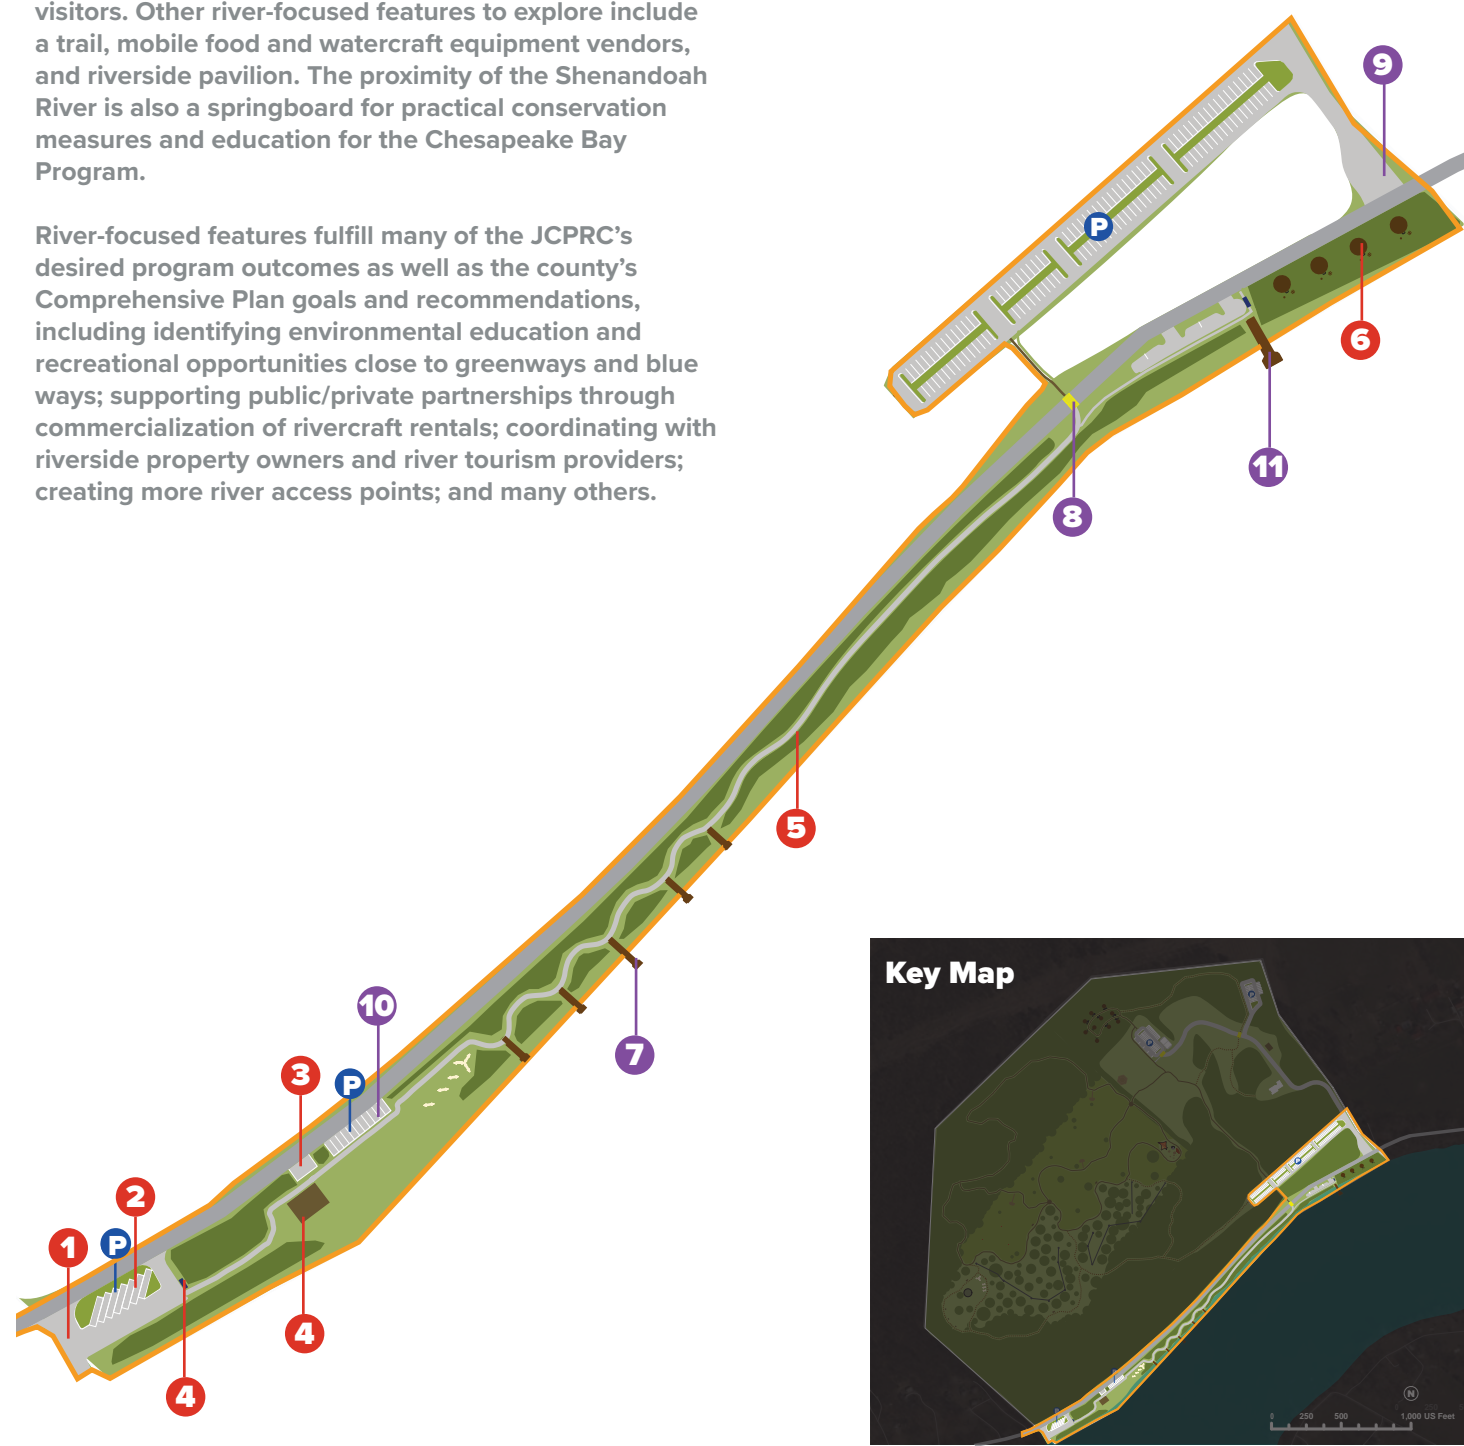 visitors. Other river-focused features to explore include
a trail, mobile food and watercraft equipment vendors,
and riverside pavilion. The proximity of the Shenandoah
River is also a springboard for practical conservation
measures and education for the Chesapeake Bay
Program.
River-focused features fulfill many of the JCPRC’s
desired program outcomes as well as the county’s
Comprehensive Plan goals and recommendations,
including identifying environmental education and
recreational opportunities close to greenways and blue
ways; supporting public/private partnerships through
commercialization of rivercraft rentals; coordinating with
riverside property owners and river tourism providers;
creating more river access points; and many others.
9
P
6
11
8
5
10
7
3
P
2
1
P
4
4
Key Map
P
P
P
N
0 250 500 1,000 US Feet